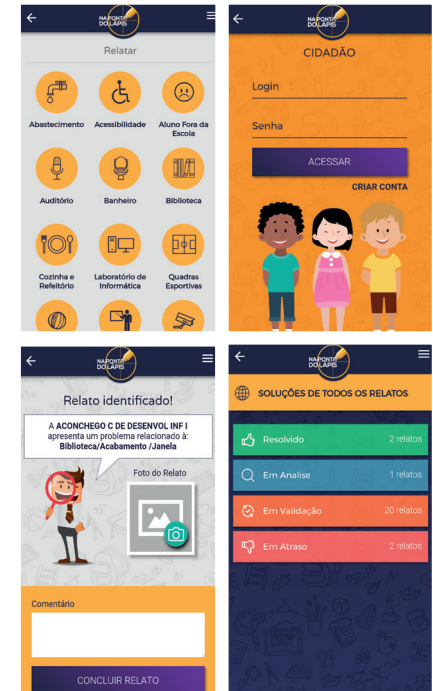 NA PONTA
DO LÁPIS
Relatar
Abastecimento
Acessibilidade
Aluno Fora da
Escola
Auditório
Banheiro
Biblioteca
Cozinha e
Refeitório
Laboratório de
Informática
Quadras
Esportivas
NA PONTA
DO LÁPIS
CIDADÃO
Login
Senha
ACESSAR
CRIAR CONTA
NA PONTA
DO LÁPIS
Relato identificado!
A ACONCHEGO C DE DESENVOL INF I
apresenta um problema relacionado à:
Biblioteca/Acabamento /Janela
Foto do Relato
Comentário
CONCLUIR RELATO
NA PONTA
DO LÁPIS
SOLUÇÕES DE TODOS OS RELATOS
Resolvido 2 relatos
Em Analise 1 relatos
Em Validação 20 relatos
Em Atraso 2 relatos